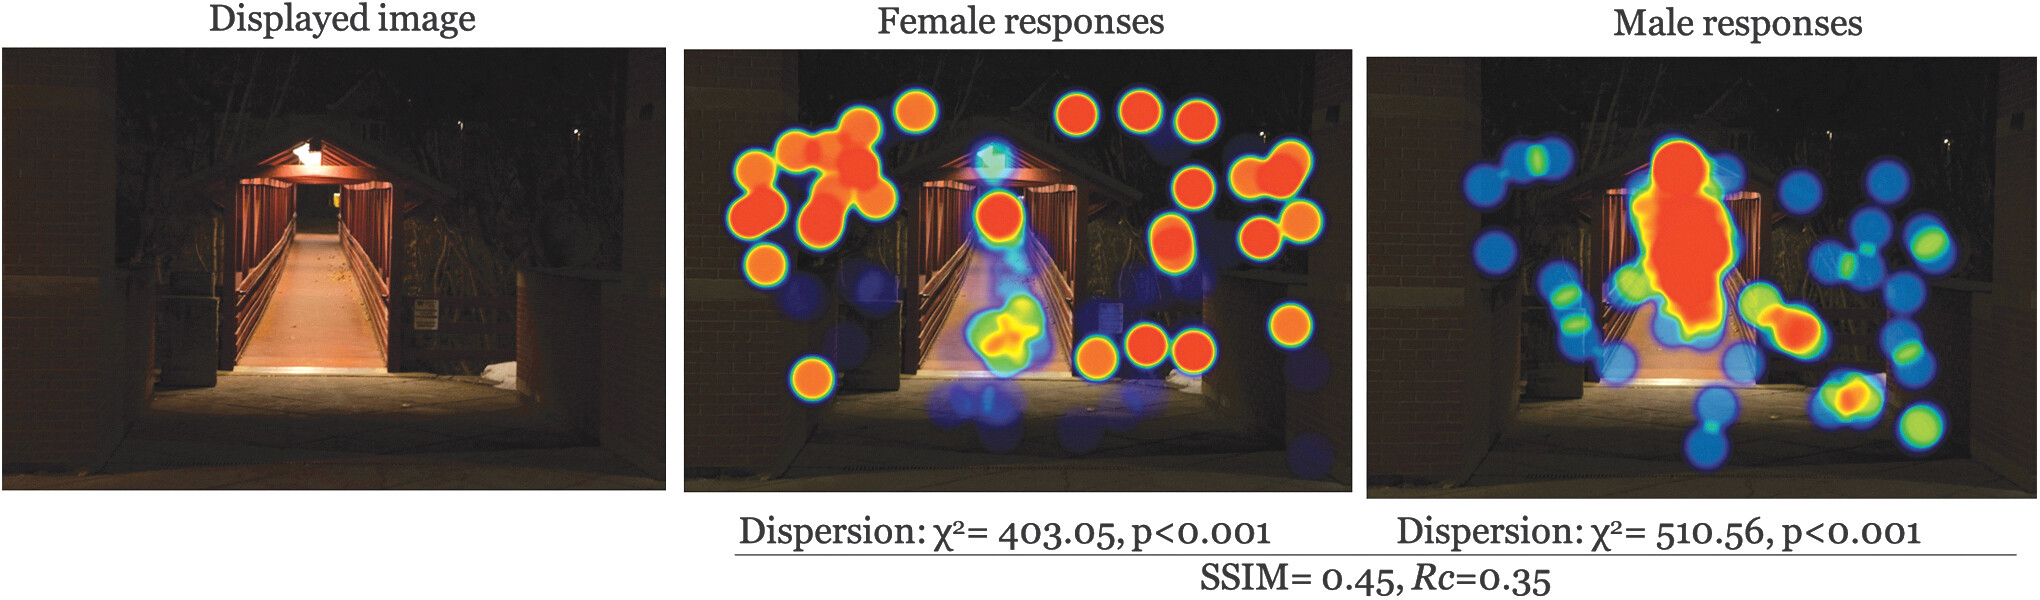 Displayed image
Female responses
Male responses
Dispersion: χ²= 403.05, p<0.001
Dispersion: χ²= 510.56, p<0.001
SSIM= 0.45, Rc=0.35